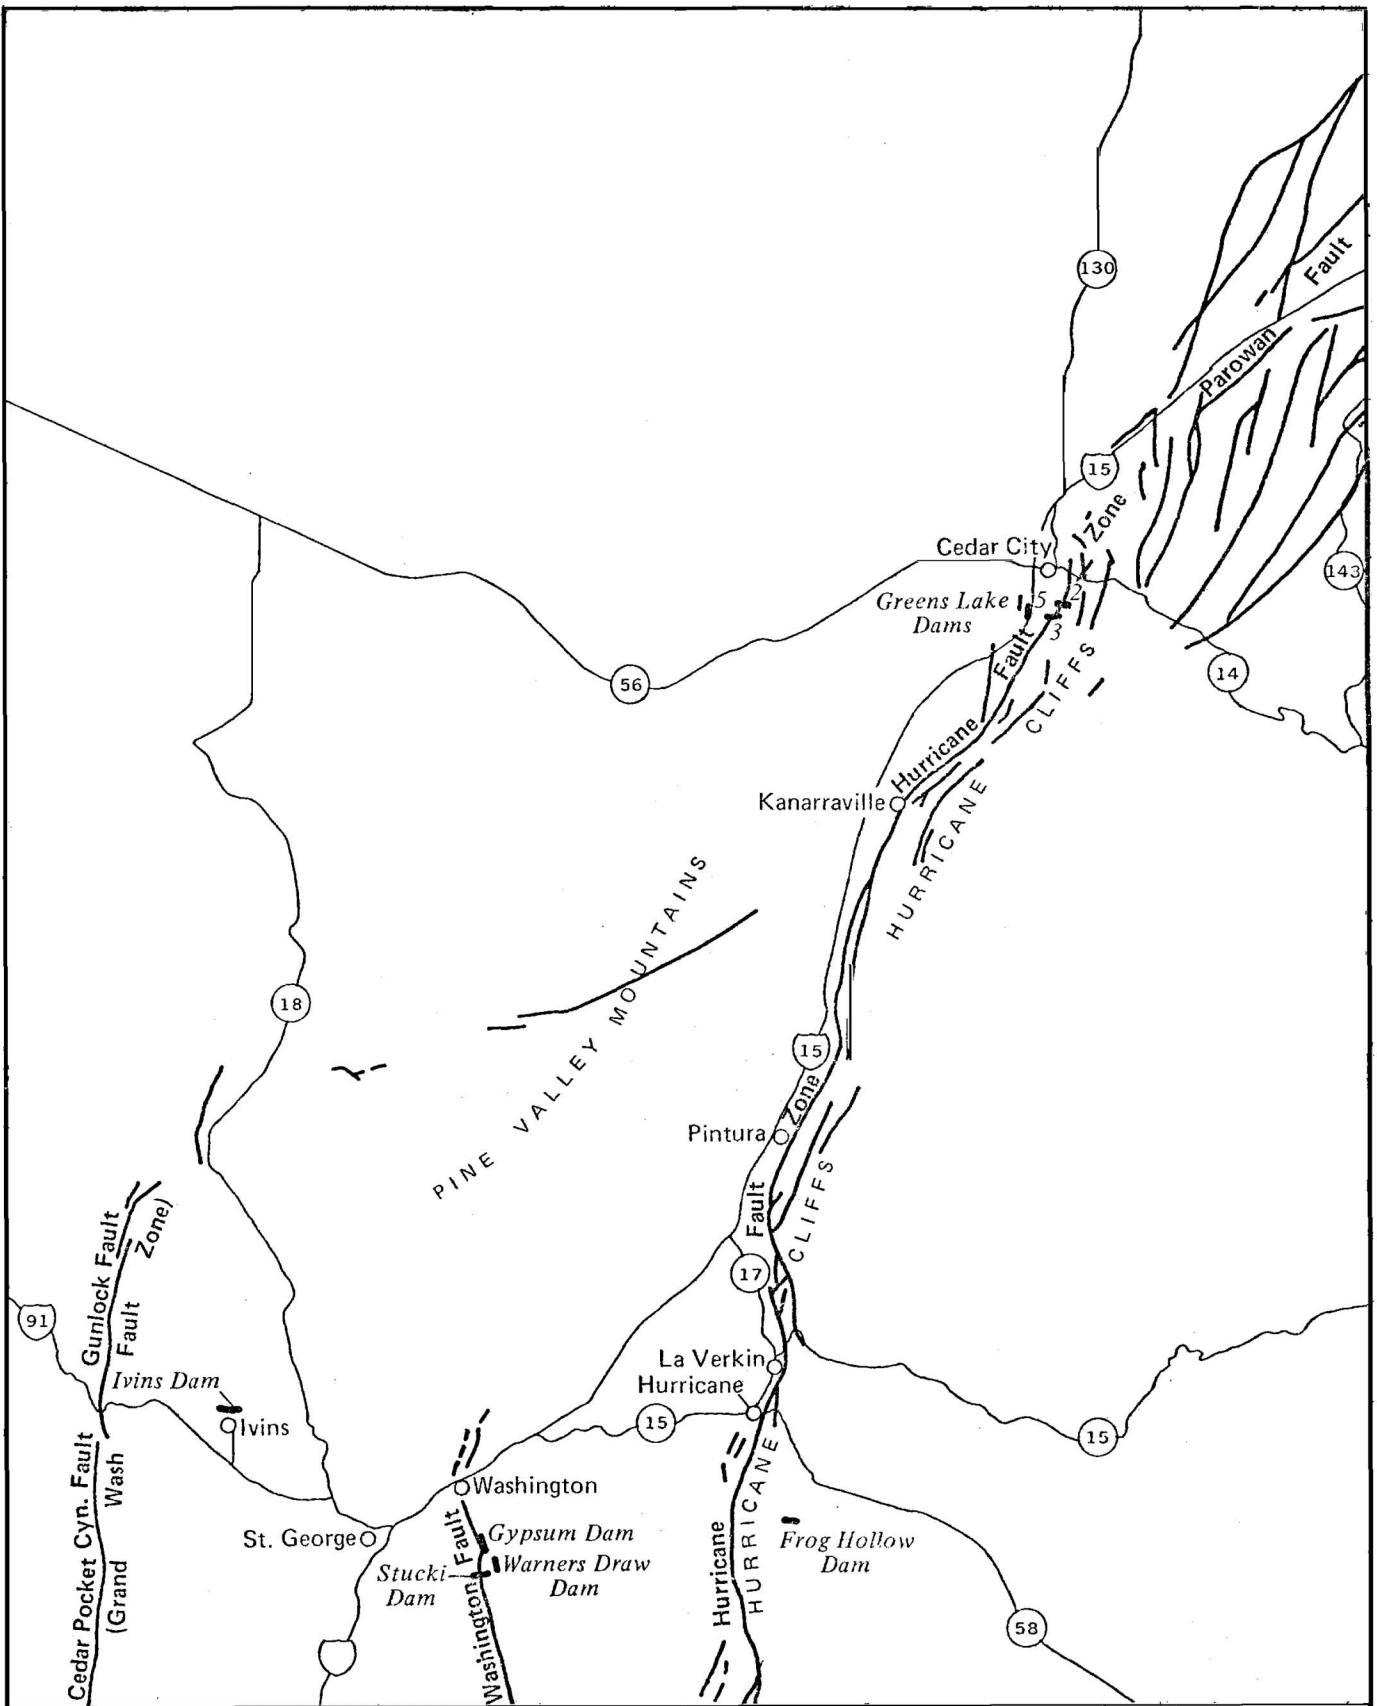 130
Fault
Parowan
15
Zone
Cedar City
143
Greens Lake
Dams
5
2
3
Fault
CLIFFS
14
56
Hurricane
Kanarraville
HURRICANE
PINE VALLEY MOUNTAINS
18
15
Zone
Pintura
Fault
CLIFFS
17
Gunlock Fault
Zone)
Fault
91
La Verkin
Hurricane
Ivins Dam
Ivins
15
15
Cedar Pocket Cyn. Fault
Wash
(Grand
HURRICANE
Washington
St. George
Gypsum Dam
Warners Draw
Dam
Stucki
Dam
Washington Fault
Hurricane
Frog Hollow
Dam
58